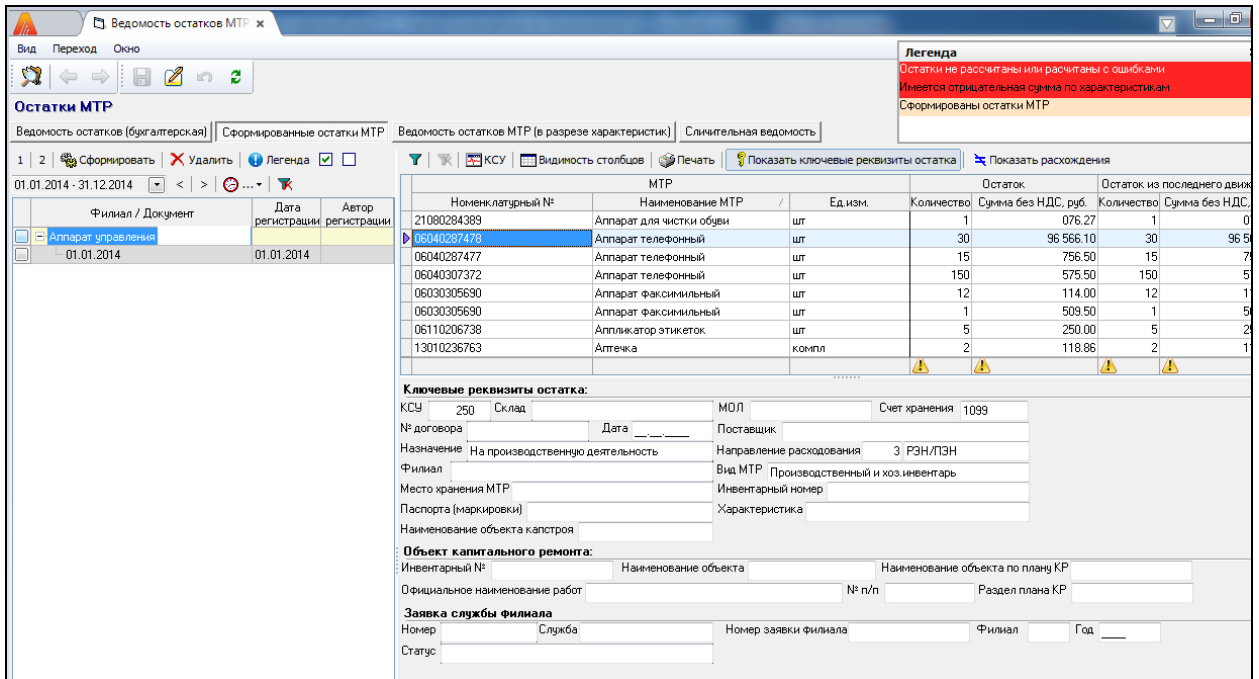 Ведомость остатков МТР
Вид Переход Окно
Легенда
Остатки не рассчитаны или расчитаны с ошибками
Имеется отрицательная сумма по характеристикам
Сформированы остатки МТР
Остатки МТР
Ведомость остатков (бухгалтерская) Сформированные остатки МТР Ведомость остатков МТР (в разрезе характеристик) Сличительная ведомость
1 2 Сформировать Удалить Легенда КСУ Видимость столбцов Печать Показать ключевые реквизиты остатка Показать расхождения
01.01.2014 - 31.12.2014 < > ...
Филиал / Документ Дата регистрации Автор регистрации
Аппарат управления
01.01.2014 01.01.2014
МТР Остаток Остаток из последнего движ
Номенклатурный № Наименование МТР / Ед.изм. Количество Сумма без НДС, руб. Количество Сумма без НДС,
21080284389 Аппарат для чистки обуви шт 1 076.27 1
06040287478 Аппарат телефонный шт 30 96 566.10 30
06040287477 Аппарат телефонный шт 15 756.50 15
06040307372 Аппарат телефонный шт 150 575.50 150
06030305690 Аппарат факсимильный шт 12 114.00 12
06030305690 Аппарат факсимильный шт 1 509.50 1
06110206738 Аппликатор этикеток шт 5 250.00 5
13010236763 Аптечка компл 2 118.86 2
Ключевые реквизиты остатка:
КСУ 250 Склад МОЛ Счет хранения 1099
№ договора Дата __.__.____ Поставщик
Назначение На производственную деятельность Направление расходования 3 РЭН/ПЭН
Филиал Вид МТР Производственный и хоз.инвентарь
Место хранения МТР Инвентарный номер
Паспорта (маркировки) Характеристика
Наименование объекта капстроя
Объект капитального ремонта:
Инвентарный № Наименование объекта Наименование объекта по плану КР
Официальное наименование работ № п/п Раздел плана КР
Заявка службы филиала
Номер Служба Номер заявки филиала Филиал Год ____
Статус